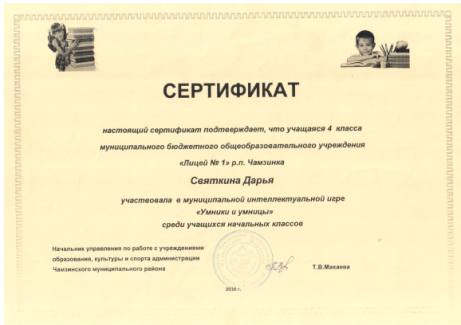 СЕРТИФИКАТ
настоящий сертификат подтверждает, что учащаяся 4 класса
муниципального бюджетного общеобразовательного учреждения
«Лицей № 1» р.п. Чамзинка
Святкина Дарья
участвовала в муниципальной интеллектуальной игре
«Умники и умницы»
среди учащихся начальных классов
Начальник управления по работе с учреждениями
образования, культуры и спорта администрации
Чамзинского муниципального района
Т.В.Махаева